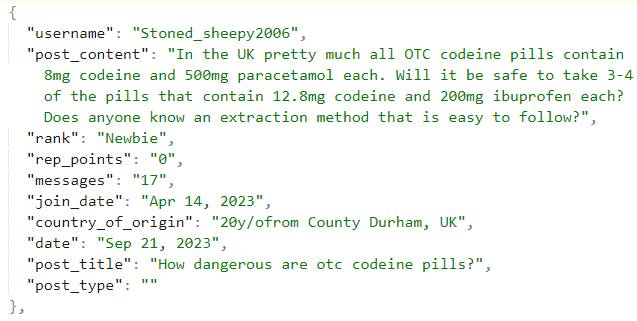 {
"username": "Stoned_sheepy2006",
"post_content": "In the UK pretty much all OTC codeine pills contain
8mg codeine and 500mg paracetamol each. Will it be safe to take 3-4
of the pills that contain 12.8mg codeine and 200mg ibuprofen each?
Does anyone know an extraction method that is easy to follow?",
"rank": "Newbie",
"rep_points": "0",
"messages": "17",
"join_date": "Apr 14, 2023",
"country_of_origin": "20y/ofrom County Durham, UK",
"date": "Sep 21, 2023",
"post_title": "How dangerous are otc codeine pills?",
"post_type": ""
},